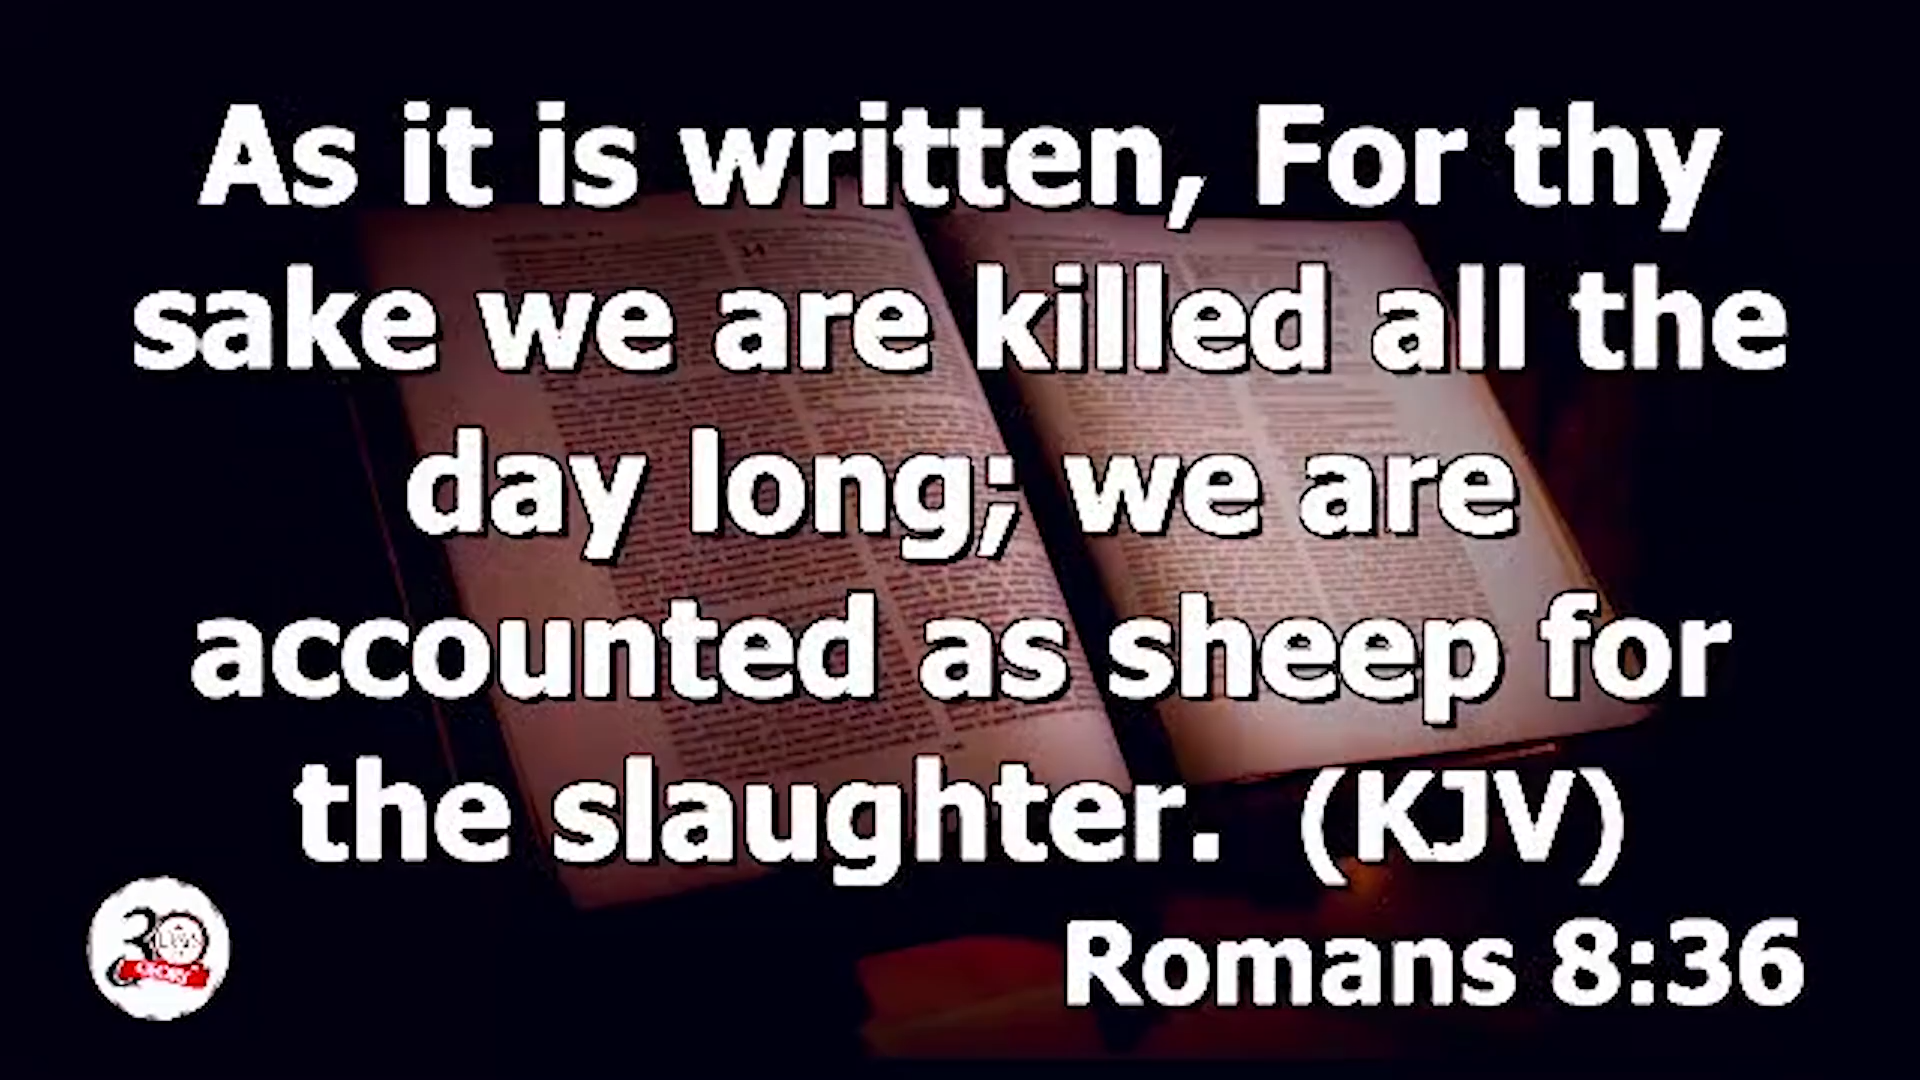 As it is written, For thy
sake we are killed all the
day long; we are
accounted as sheep for
the slaughter. (KJV)
Romans 8:36
30